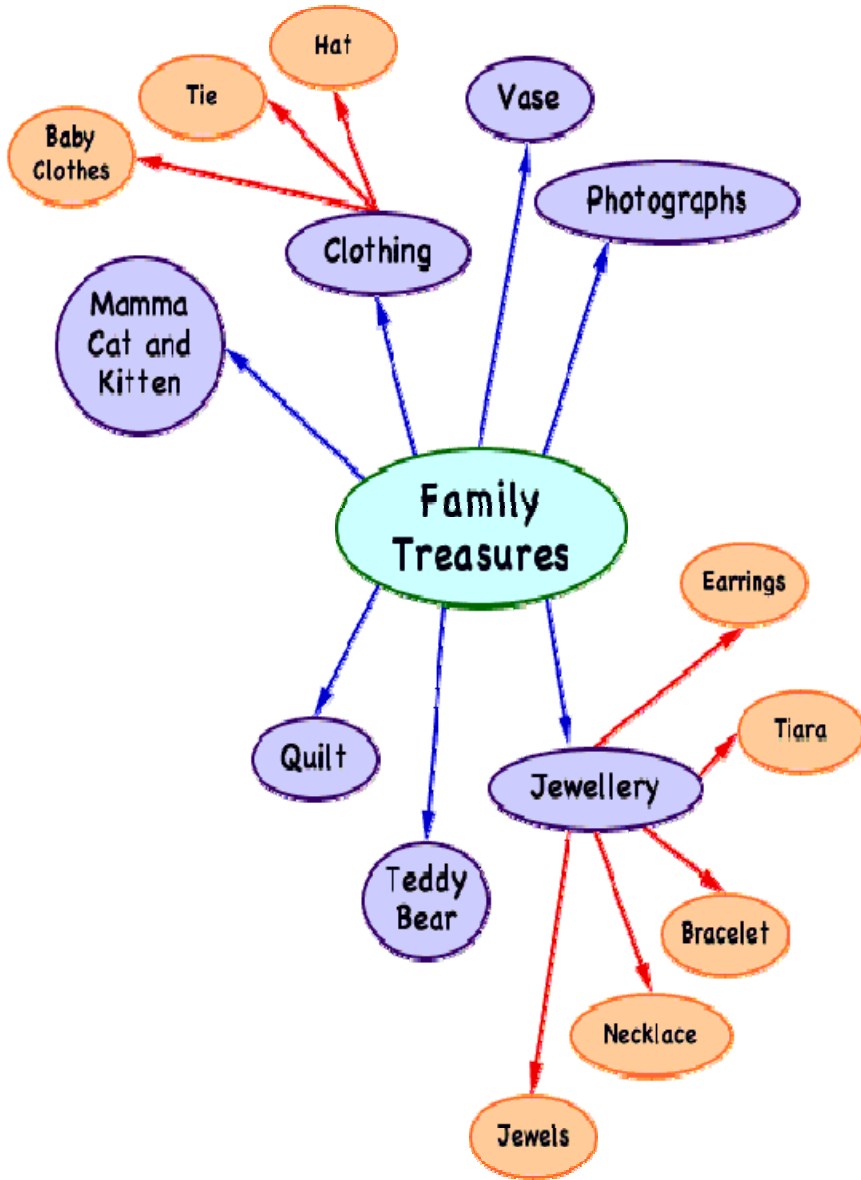 Hat
Tie
Vase
Baby
Clothes
Photographs
Clothing
Mamma
Cat and
Kitten
Family
Treasures
Earrings
Tiara
Quilt
Jewellery
Teddy
Bear
Bracelet
Necklace
Jewels